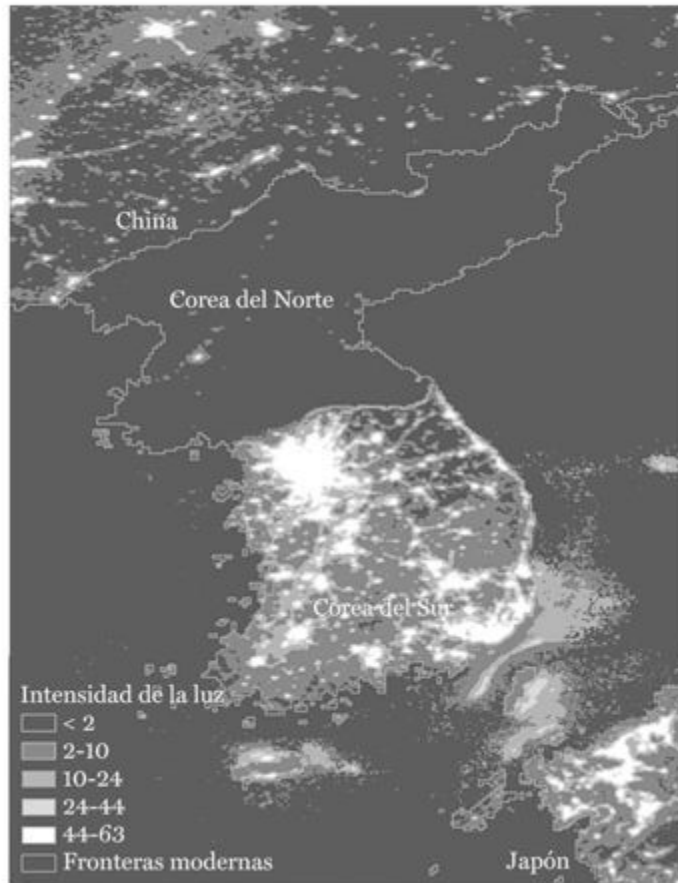 China
Corea del Norte
Corea del Sur
Intensidad de la luz
< 2
2-10
10-24
24-44
44-63
Fronteras modernas
Japón